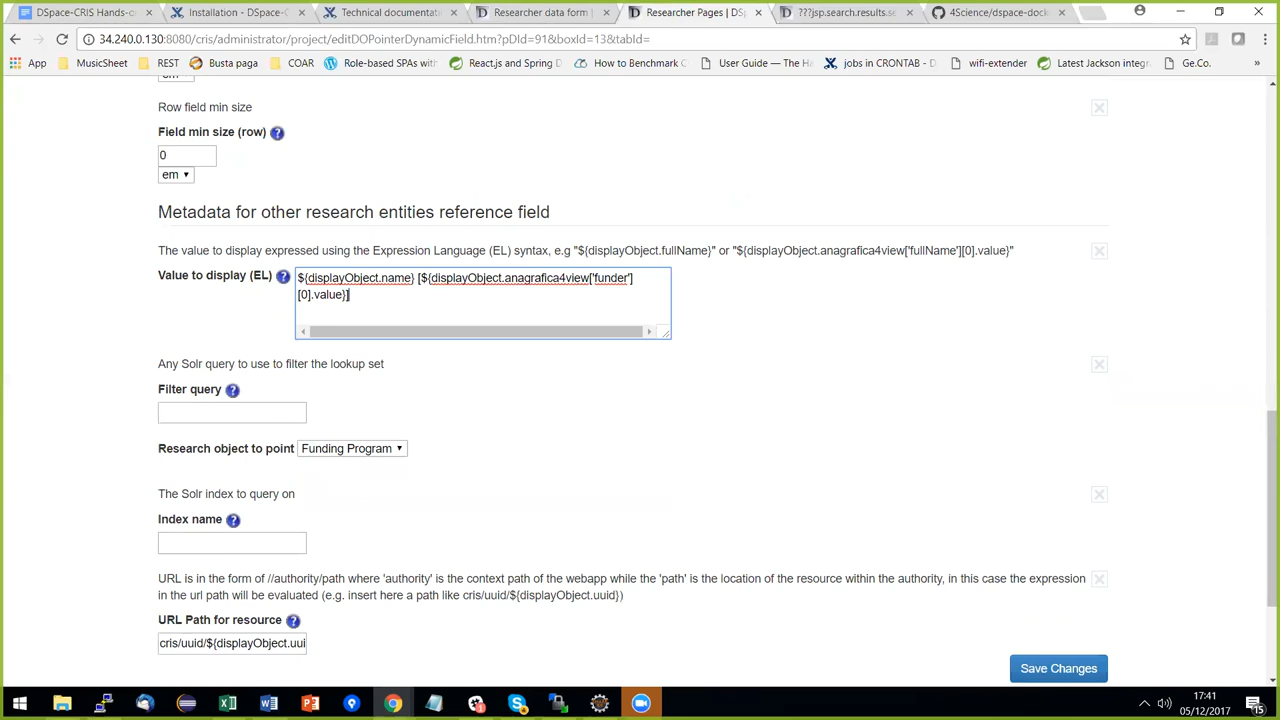 DSpace-CRIS Hands-c
Installation - DSpace-C
Technical documentat
Researcher data form |
Researcher Pages | DS
???jsp.search.results.se
4Science/dspace-dock
34.240.0.130:8080/cris/administrator/project/editDOPointerDynamicField.htm?pDId=91&boxId=13&tabId=
App
MusicSheet
REST
Busta paga
COAR
Role-based SPAs with
React.js and Spring D
How to Benchmark C
User Guide — The Ha
jobs in CRONTAB - D
wifi-extender
Latest Jackson integr
Ge.Co.
»
em
Row field min size
Field min size (row) ?
0
em
Metadata for other research entities reference field
The value to display expressed using the Expression Language (EL) syntax, e.g "${displayObject.fullName}" or "${displayObject.anagrafica4view['fullName'][0].value}"
Value to display (EL) ?
${displayObject.name} [${displayObject.anagrafica4view['funder']
[0].value}]
Any Solr query to use to filter the lookup set
Filter query ?
Research object to point Funding Program
The Solr index to query on
Index name ?
URL is in the form of //authority/path where 'authority' is the context path of the webapp while the 'path' is the location of the resource within the authority, in this case the expression
in the url path will be evaluated (e.g. insert here a path like cris/uuid/${displayObject.uuid})
URL Path for resource ?
cris/uuid/${displayObject.uui
Save Changes
17:41
05/12/2017
15